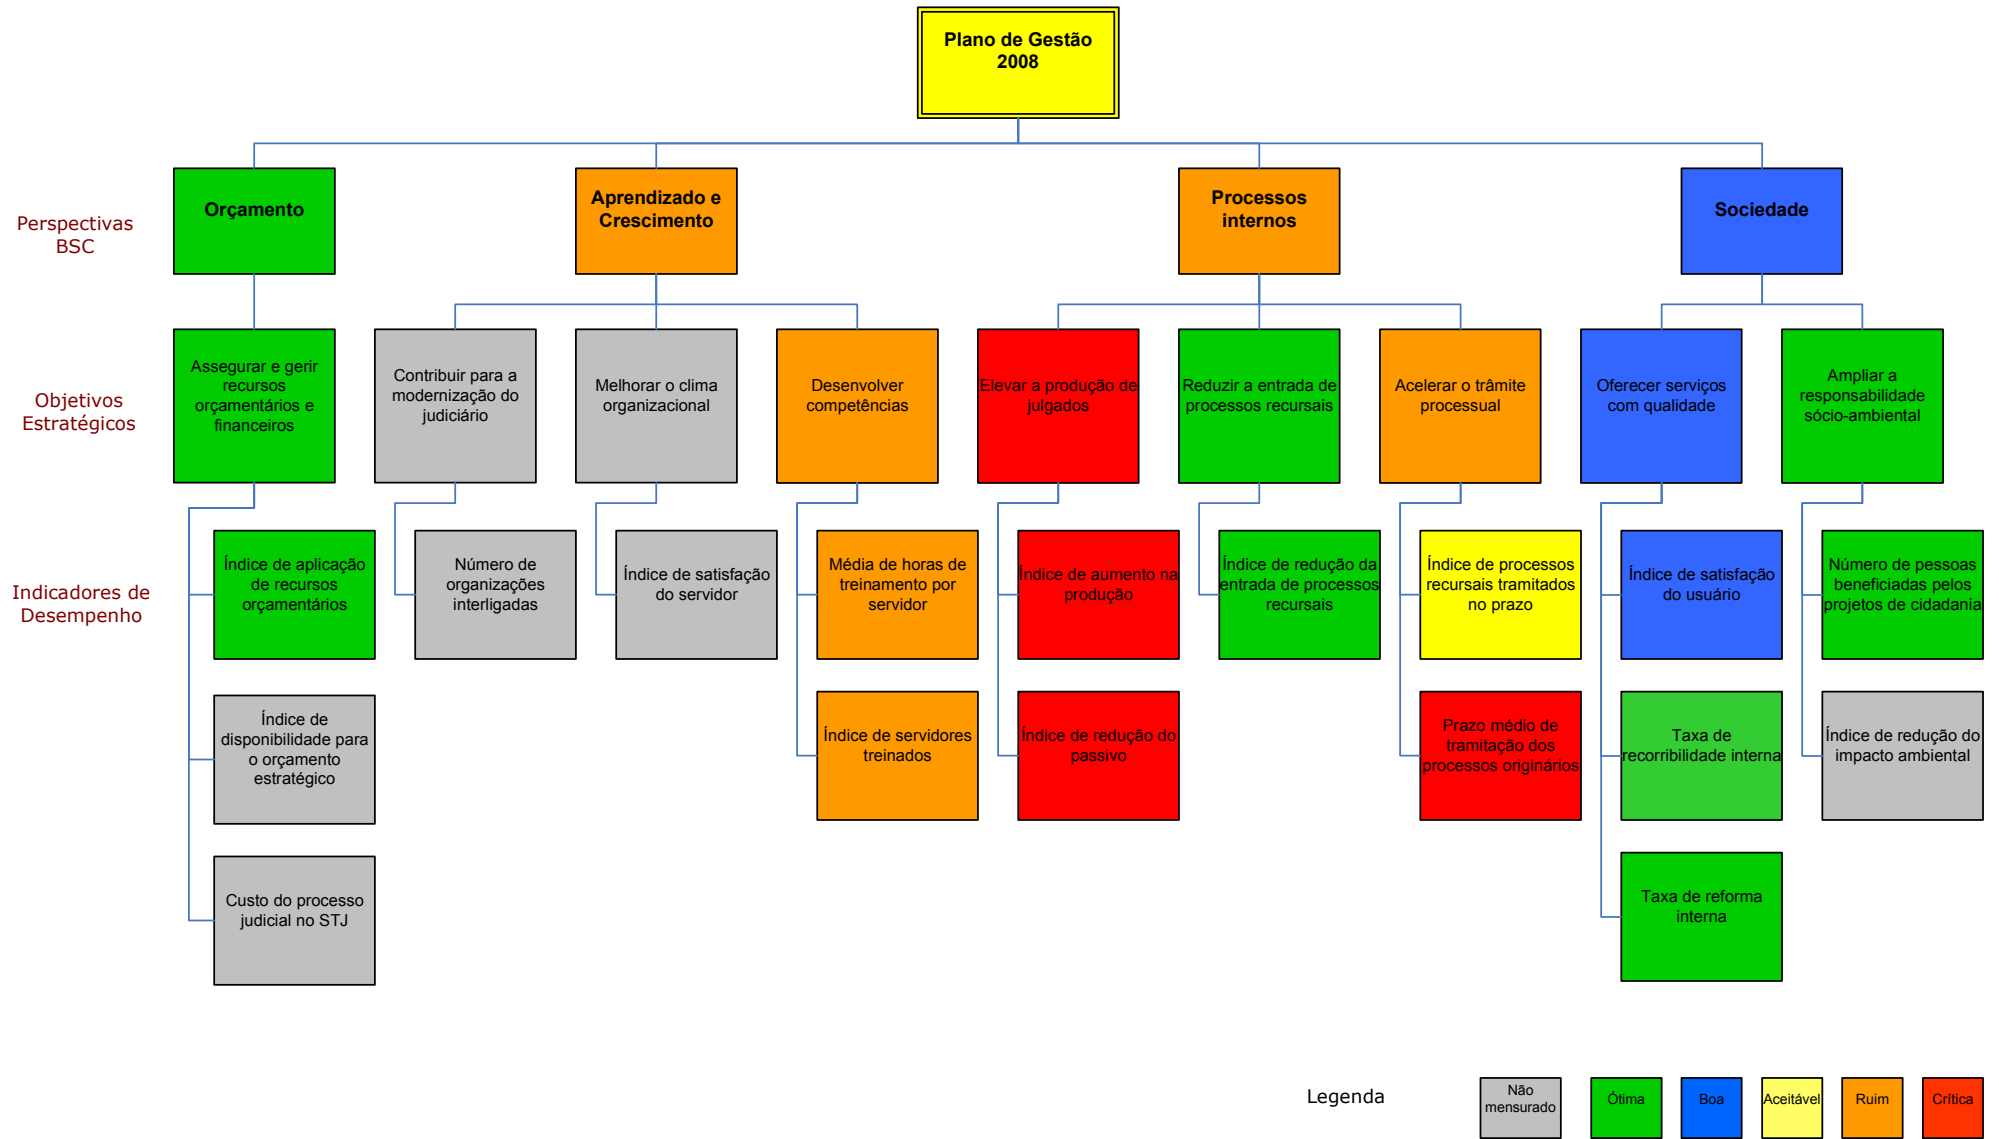 Plano de Gestão
2008
Perspectivas
BSC
Orçamento
Aprendizado e
Crescimento
Processos
internos
Sociedade
Objetivos
Estratégicos
Assegurar e gerir
recursos
orçamentários e
financeiros
Contribuir para a
modernização do
judiciário
Melhorar o clima
organizacional
Desenvolver
competências
Elevar a produção de
julgados
Reduzir a entrada de
processos recursais
Acelerar o trâmite
processual
Oferecer serviços
com qualidade
Ampliar a
responsabilidade
sócio-ambiental
Indicadores de
Desempenho
Índice de aplicação
de recursos
orçamentários
Número de
organizações
interligadas
Índice de satisfação
do servidor
Média de horas de
treinamento por
servidor
Índice de aumento na
produção
Índice de redução da
entrada de processos
recursais
Índice de processos
recursais tramitados
no prazo
Índice de satisfação
do usuário
Número de pessoas
beneficiadas pelos
projetos de cidadania
Índice de
disponibilidade para
o orçamento
estratégico
Índice de servidores
treinados
Índice de redução do
passivo
Prazo médio de
tramitação dos
processos originários
Taxa de
recorribilidade interna
Índice de redução do
impacto ambiental
Custo do processo
judicial no STJ
Taxa de reforma
interna
Legenda
Não
mensurado
Ótima
Boa
Aceitável
Ruim
Crítica